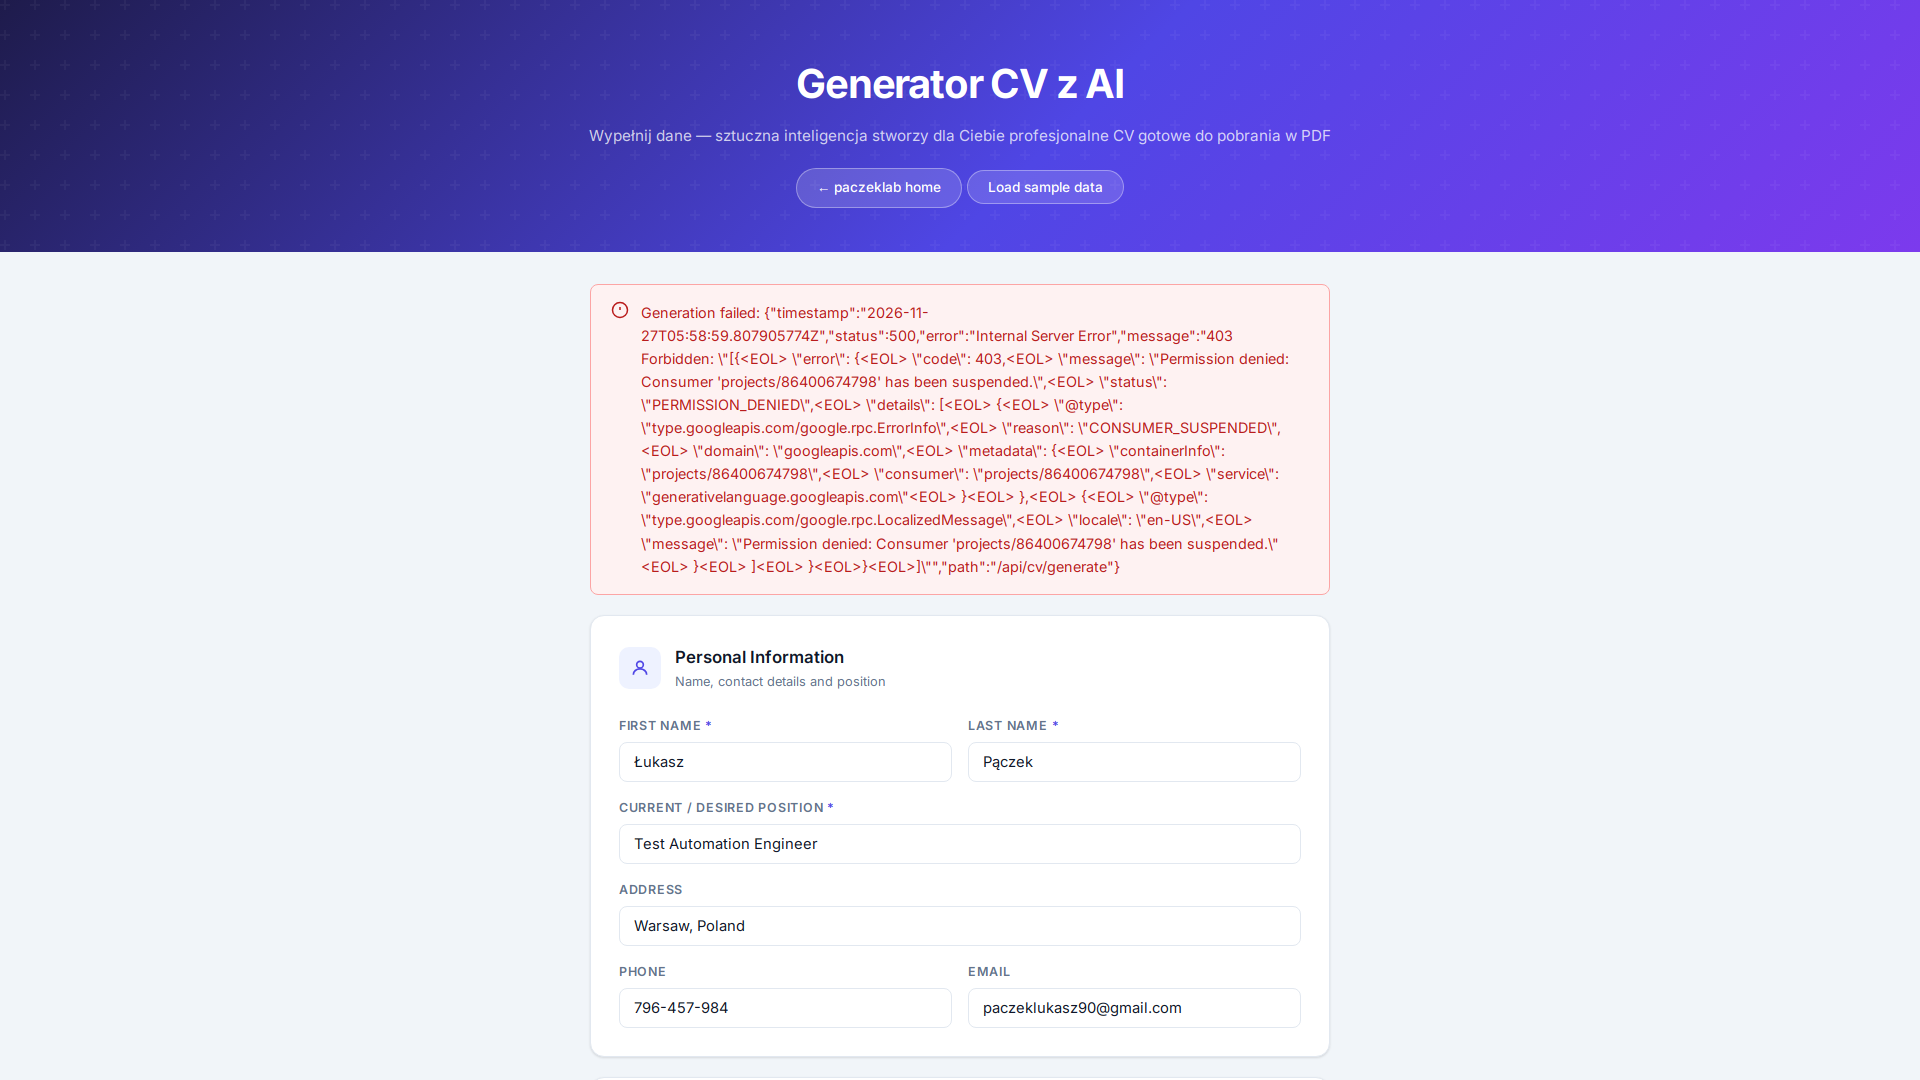 Generator CV z AI
Wypełnij dane — sztuczna inteligencja stworzy dla Ciebie profesjonalne CV gotowe do pobrania w PDF
← paczeklab home
Load sample data
Generation failed: {"timestamp":"2026-11-
27T05:58:59.807905774Z","status":500,"error":"Internal Server Error","message":"403
Forbidden: \"[{<EOL> \"error\": {<EOL> \"code\": 403,<EOL> \"message\": \"Permission denied:
Consumer 'projects/86400674798' has been suspended.\",<EOL> \"status\":
\"PERMISSION_DENIED\",<EOL> \"details\": [<EOL> {<EOL> \"@type\":
\"type.googleapis.com/google.rpc.ErrorInfo\",<EOL> \"reason\": \"CONSUMER_SUSPENDED\",
<EOL> \"domain\": \"googleapis.com\",<EOL> \"metadata\": {<EOL> \"containerInfo\":
\"projects/86400674798\",<EOL> \"consumer\": \"projects/86400674798\",<EOL> \"service\":
\"generativelanguage.googleapis.com\"<EOL> }<EOL> },<EOL> {<EOL> \"@type\":
\"type.googleapis.com/google.rpc.LocalizedMessage\",<EOL> \"locale\": \"en-US\",<EOL>
\"message\": \"Permission denied: Consumer 'projects/86400674798' has been suspended.\"
<EOL> }<EOL> ]<EOL> }<EOL>}<EOL>]\"","path":"/api/cv/generate"}
Personal Information
Name, contact details and position
FIRST NAME *
LAST NAME *
Łukasz
Pączek
CURRENT / DESIRED POSITION *
Test Automation Engineer
ADDRESS
Warsaw, Poland
PHONE
EMAIL
796-457-984
paczeklukasz90@gmail.com